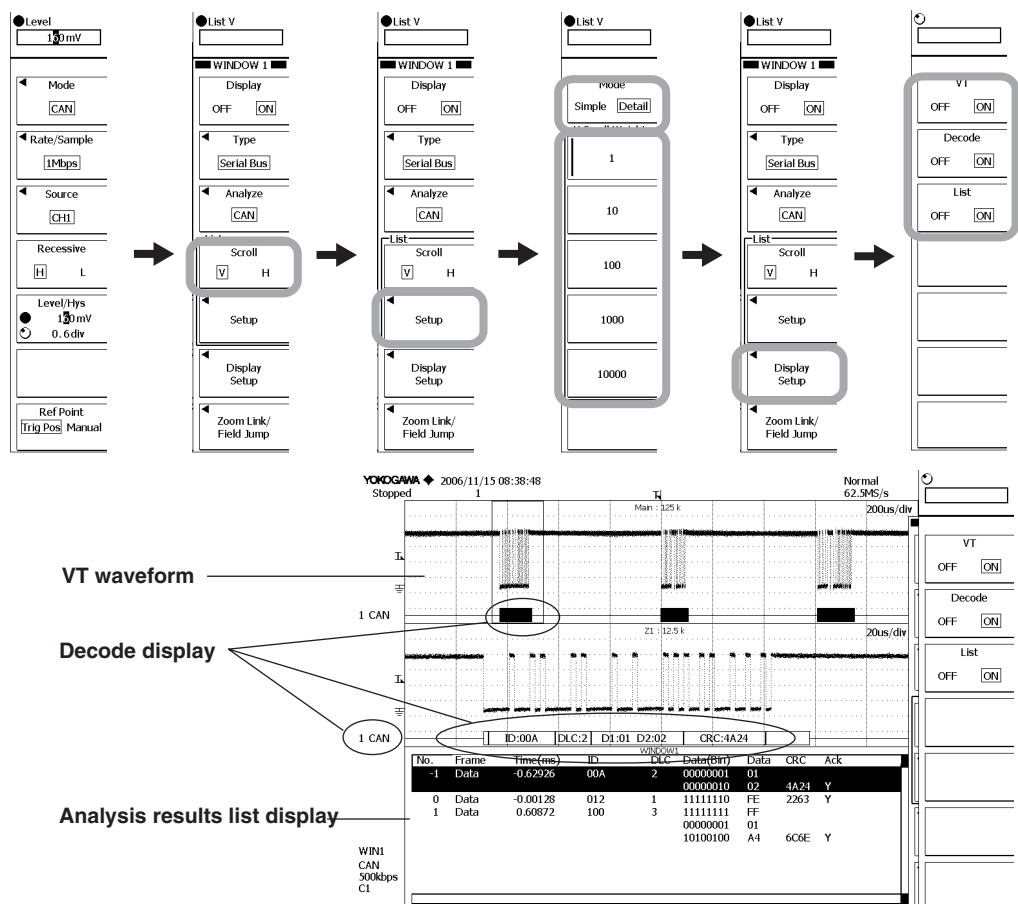 Level
150mV
Mode
CAN
Rate/Sample
1Mbps
Source
CH1
Recessive
H L
Level/Hys
150mV
0.6div
Ref Point
Trig Pos Manual
List V
WINDOW 1
Display
OFF ON
Type
Serial Bus
Analyze
CAN
Scroll
V H
Setup
Display
Setup
Zoom Link/
Field Jump
List V
WINDOW 1
Display
OFF ON
Type
Serial Bus
Analyze
CAN
List
Scroll
V H
Setup
Display
Setup
Zoom Link/
Field Jump
List V
Mode
Simple Detail
1
10
100
1000
10000
List V
WINDOW 1
Display
OFF ON
Type
Serial Bus
Analyze
CAN
List
Scroll
V H
Setup
Display
Setup
Zoom Link/
Field Jump
VT
OFF ON
Decode
OFF ON
List
OFF ON
YOKOGAWA 2006/11/15 08:38:48
Stopped 1
Normal
62.5MS/s
Main : 125 k
200us/div
VT waveform
1 CAN
Z1 : 12.5 k
20us/div
Decode display
1 CAN
ID:00A DLC:2 D1:01 D2:02 CRC:4A24
WINDOW1
No. Frame Time(ms) ID DLC Data(Bin) Data CRC Ack
-1 Data -0.62926 00A 2 00000001 01
00000010 02 4A24 Y
0 Data -0.00128 012 1 11111110 FE 2263 Y
1 Data 0.60872 100 3 11111111 FF
00000001 01
10100100 A4 6C6E Y
Analysis results list display
WIN1
CAN
500kbps
C1
VT
OFF ON
Decode
OFF ON
List
OFF ON